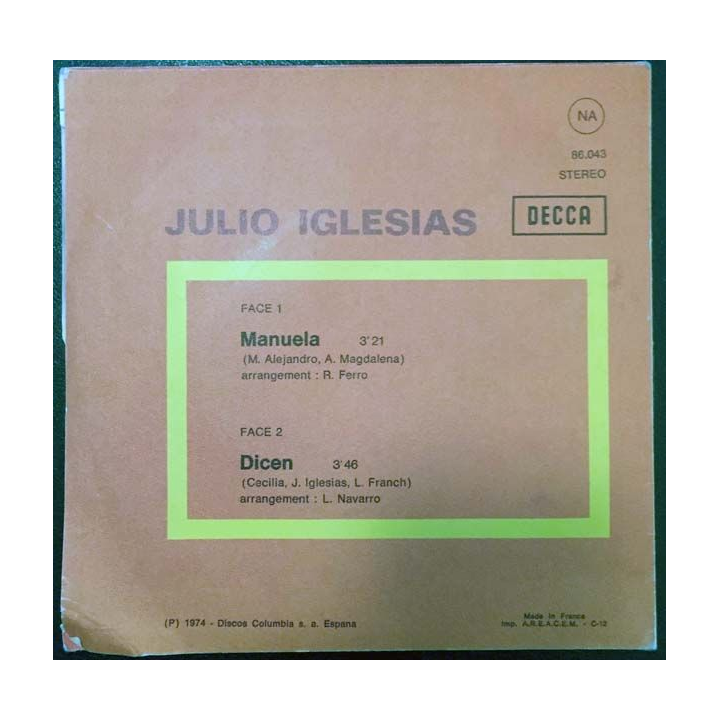 NA
86.043
STEREO
JULIO IGLESIAS
DECCA
FACE 1
Manuela 3'21
(M. Alejandro, A. Magdalena)
arrangement : R. Ferro
FACE 2
Dicen 3'46
(Cecilia, J. Iglesias, L. Franch)
arrangement : L. Navarro
(P) 1974 - Discos Columbia s. a. Espana
Made in France
Imp. A.R.E.A.C.E.M. - C-12